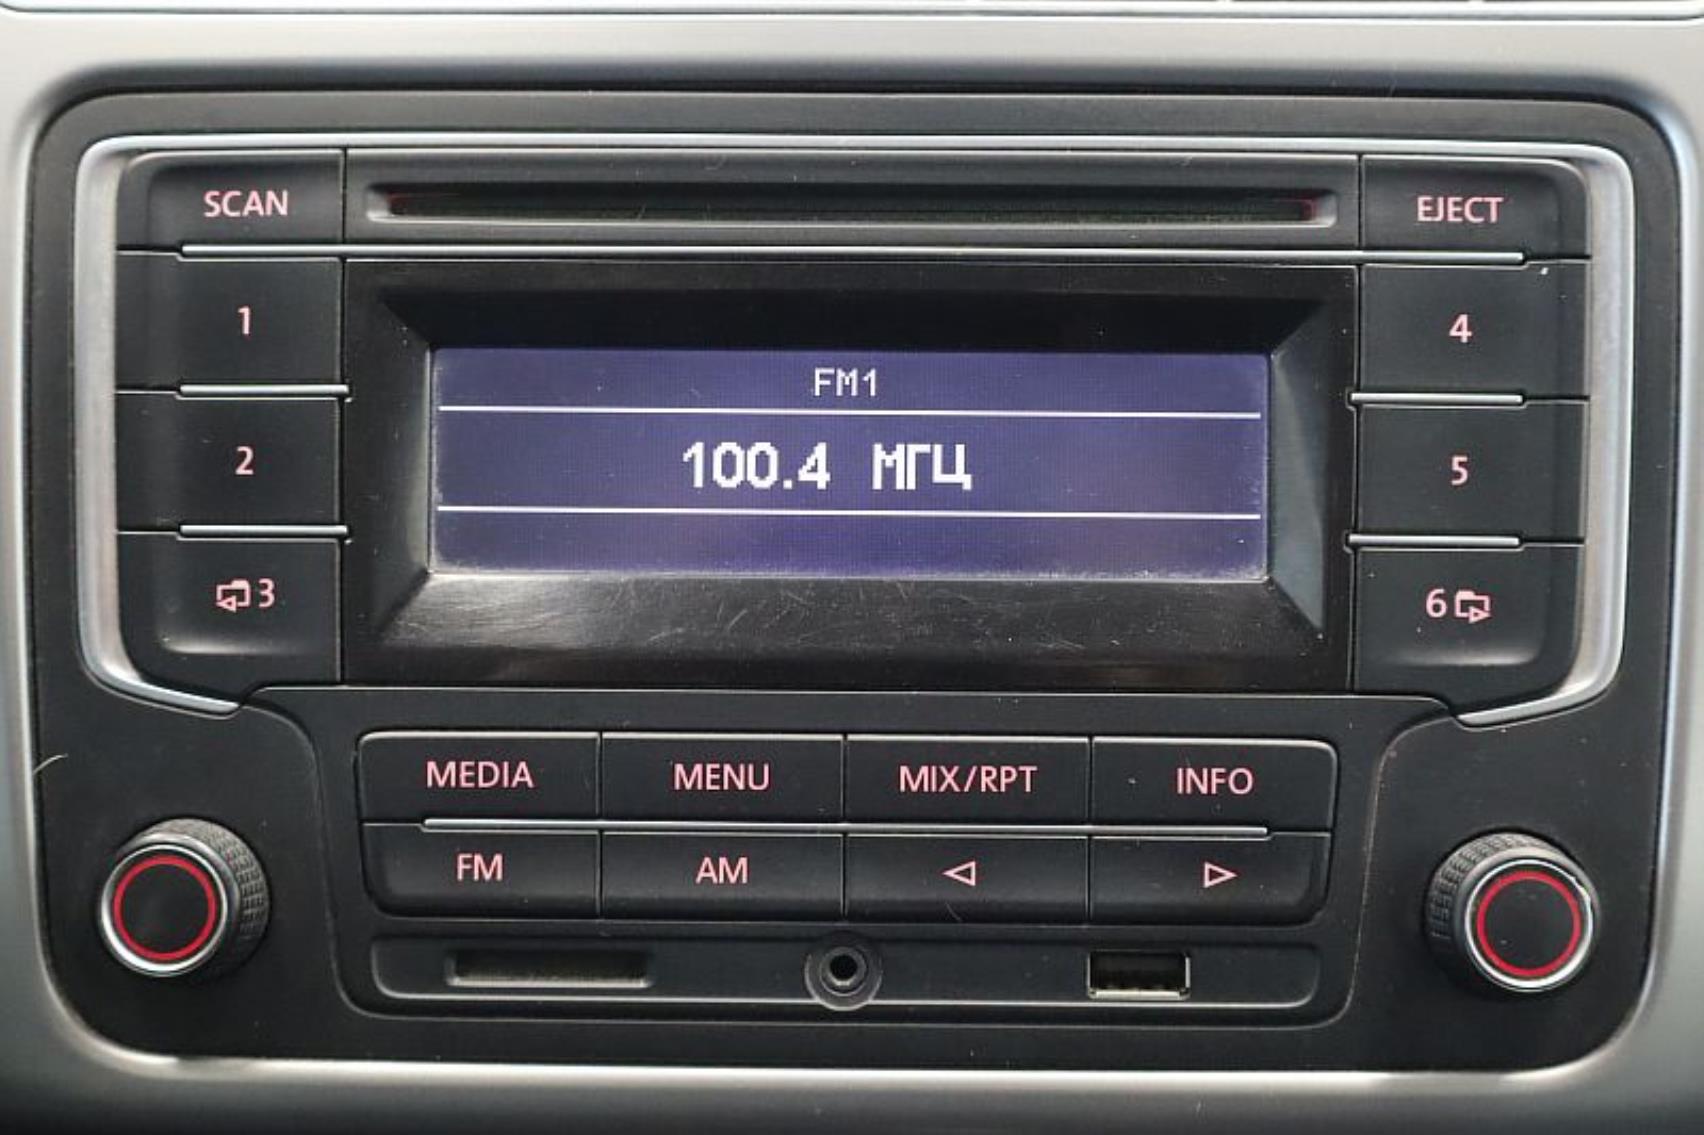 SCAN
EJECT
1
4
FM1
100.4 МГЦ
2
5
3
6
MEDIA MENU MIX/RPT INFO
FM AM